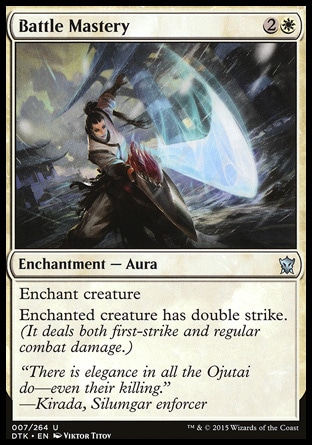 Battle Mastery 2
Enchantment — Aura
Enchant creature
Enchanted creature has double strike.
(It deals both first-strike and regular
combat damage.)
“There is elegance in all the Ojutai
do—even their killing.”
—Kirada, Silumgar enforcer
007/264 U
DTK • EN Viktor Titov ™ & © 2015 Wizards of the Coast